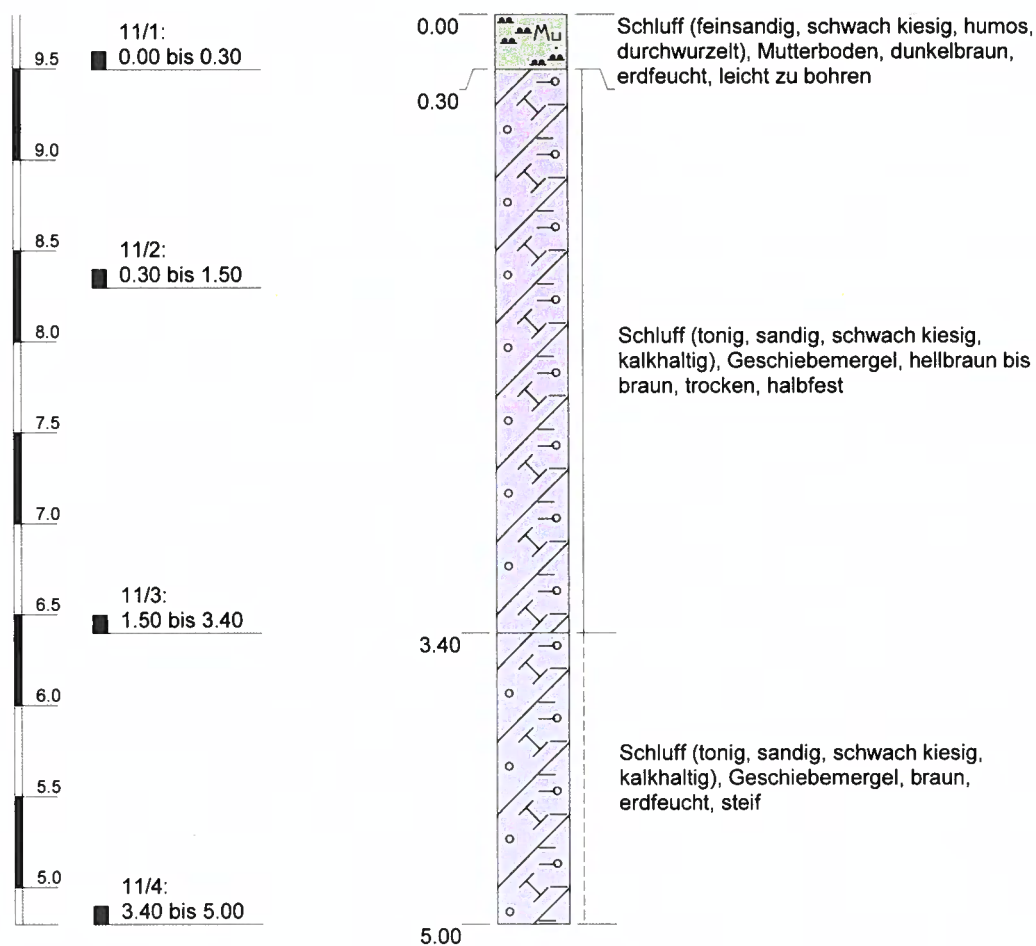 11/1:
0.00 bis 0.30
9.5
9.0
8.5
11/2:
0.30 bis 1.50
8.0
7.5
7.0
6.5
11/3:
1.50 bis 3.40
6.0
5.5
5.0
11/4:
3.40 bis 5.00
0.00
Mu
0.30
3.40
5.00
Schluff (feinsandig, schwach kiesig, humos,
durchwurzelt), Mutterboden, dunkelbraun,
erdfeucht, leicht zu bohren
Schluff (tonig, sandig, schwach kiesig,
kalkhaltig), Geschiebemergel, hellbraun bis
braun, trocken, halbfest
Schluff (tonig, sandig, schwach kiesig,
kalkhaltig), Geschiebemergel, braun,
erdfeucht, steif